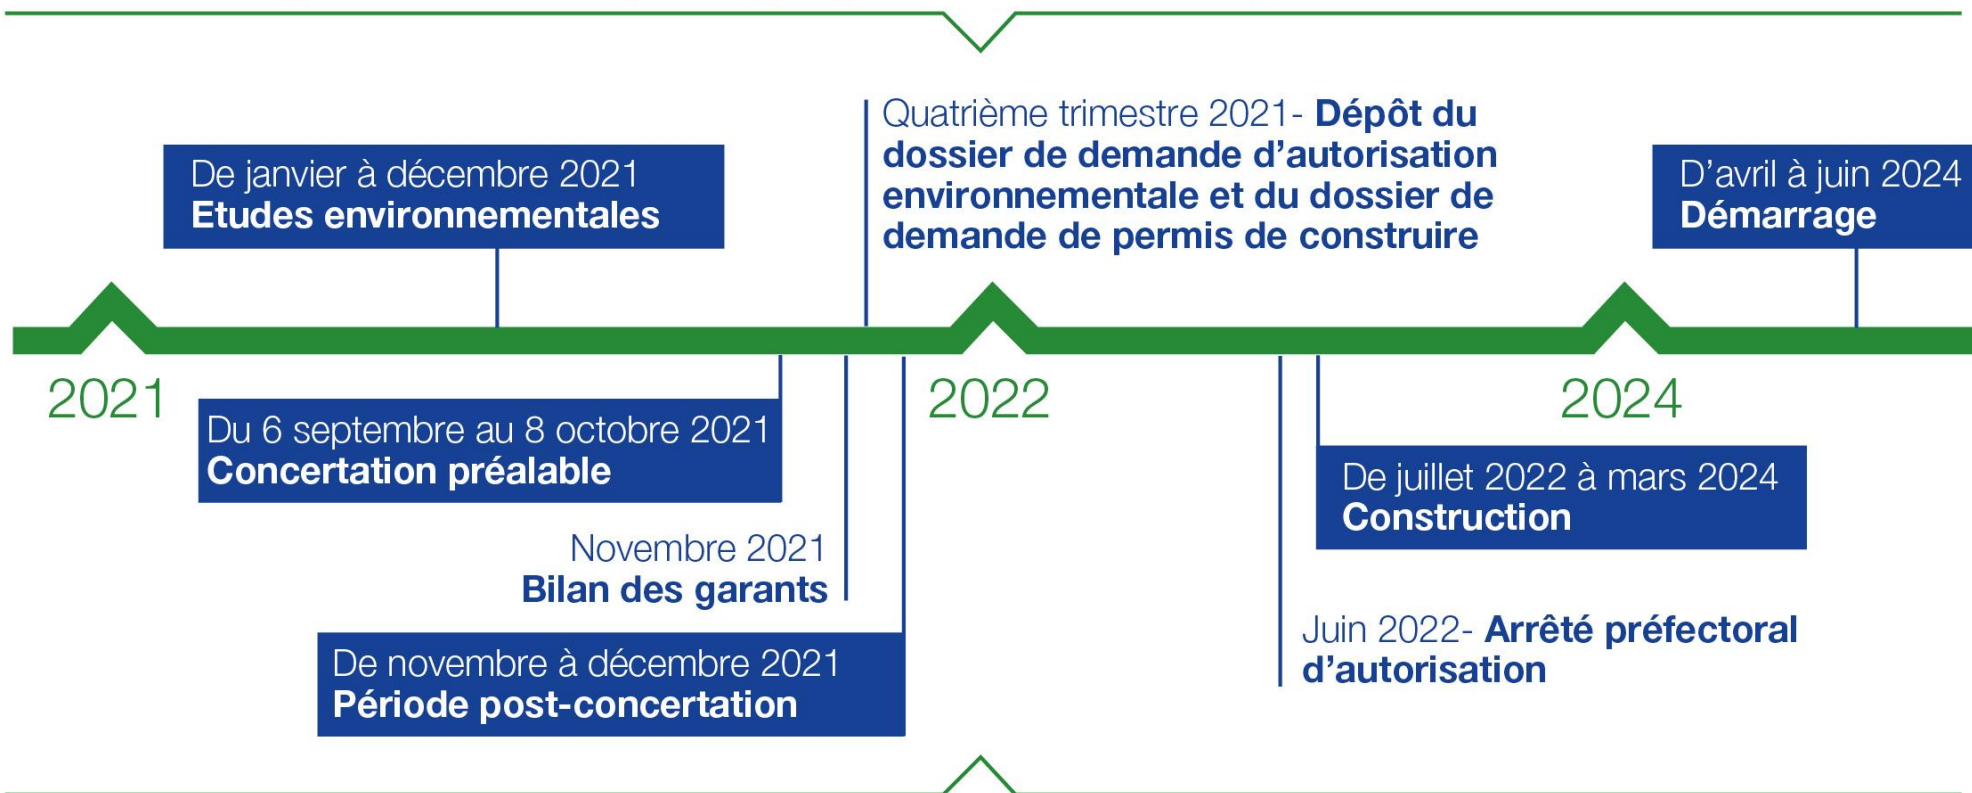 De janvier à décembre 2021
Etudes environnementales
Quatrième trimestre 2021- Dépôt du
dossier de demande d'autorisation
environnementale et du dossier de
demande de permis de construire
D'avril à juin 2024
Démarrage
2021
2022
2024
Du 6 septembre au 8 octobre 2021
Concertation préalable
Novembre 2021
Bilan des garants
De novembre à décembre 2021
Période post-concertation
De juillet 2022 à mars 2024
Construction
Juin 2022- Arrêté préfectoral
d'autorisation